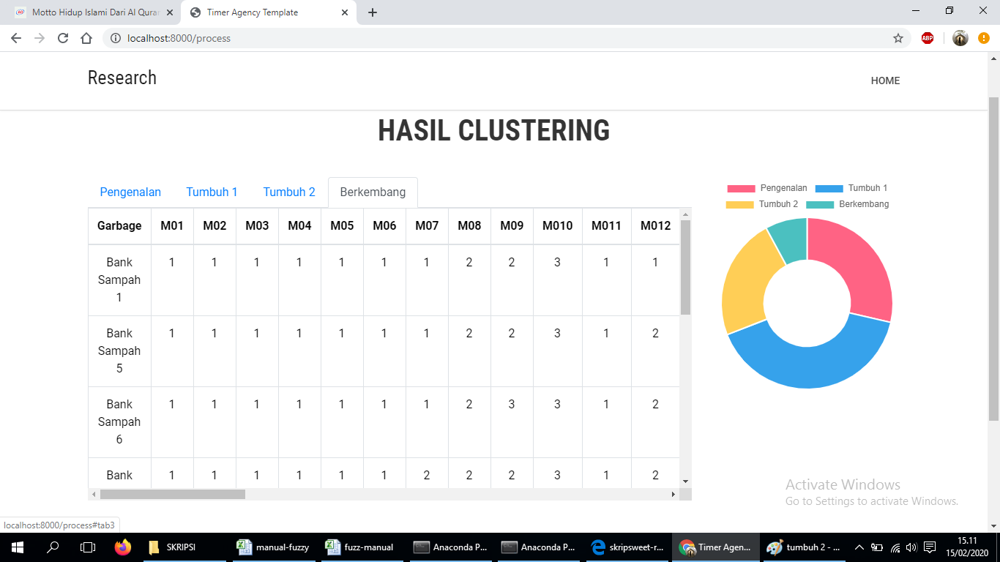 Motto Hidup Islami Dari Al Quran
Timer Agency Template
localhost:8000/process
ABP
Research
HOME
HASIL CLUSTERING
Pengenalan Tumbuh 1 Tumbuh 2 Berkembang
Pengenalan Tumbuh 1
Tumbuh 2 Berkembang
Garbage M01 M02 M03 M04 M05 M06 M07 M08 M09 M010 M011 M012
Bank Sampah 1 1 1 1 1 1 1 1 2 2 3 1 1
Bank Sampah 5 1 1 1 1 1 1 1 2 2 3 1 2
Bank Sampah 6 1 1 1 1 1 1 1 2 3 3 1 2
Bank 1 1 1 1 1 1 2 2 2 3 1 2
Activate Windows
Go to Settings to activate Windows.
localhost:8000/process#tab3
SKRIPSI manual-fuzzy fuzz-manual Anaconda P... Anaconda P... skripsweet-r... Timer Agen... tumbuh 2 - ...
15.11
15/02/2020